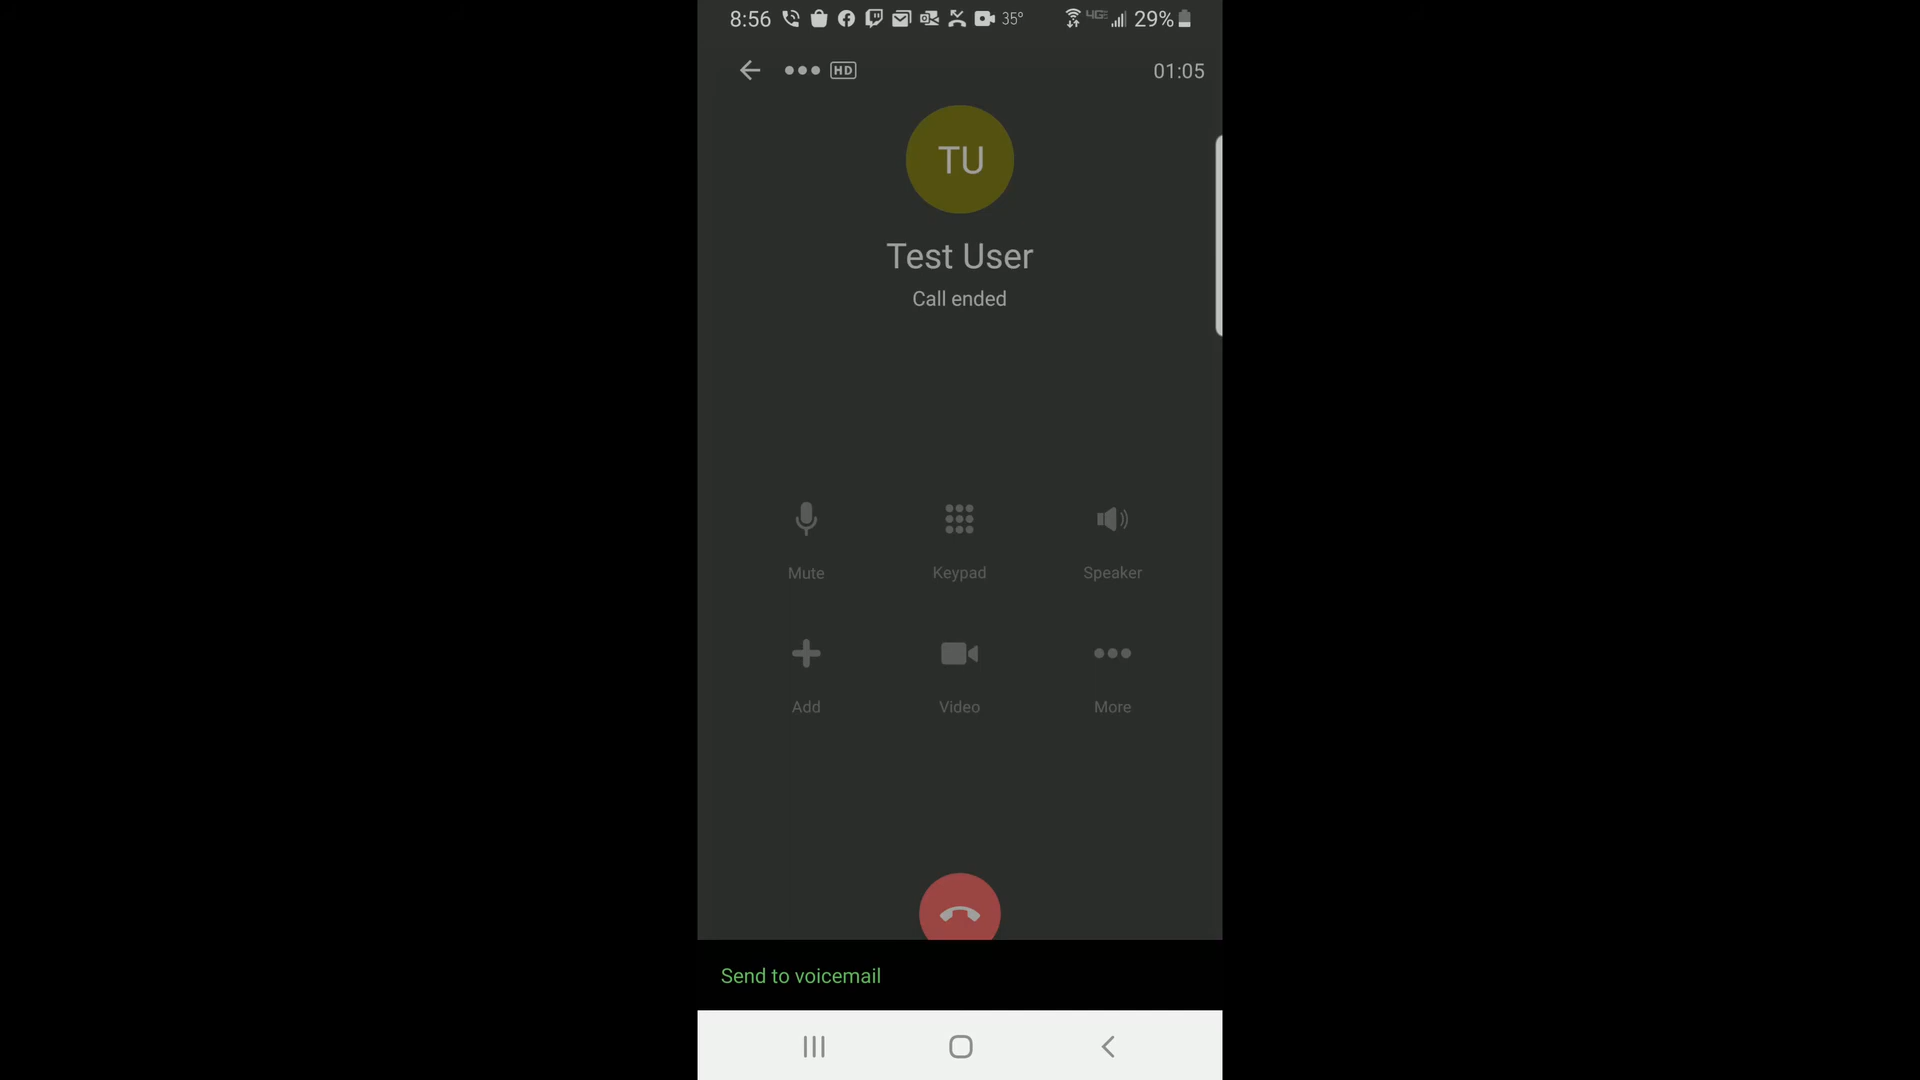 8:56 35° 4GE 29%
HD 01:05
TU
Test User
Call ended
Mute Keypad Speaker
Add Video More
Send to voicemail